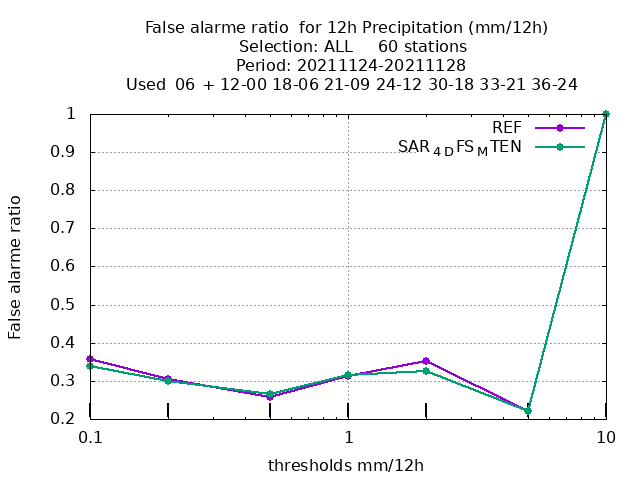 False alarme ratio  for 12h Precipitation (mm/12h)
Selection: ALL     60 stations
Period: 20211124-20211128
Used  06 + 12-00 18-06 21-09 24-12 30-18 33-21 36-24
False alarme ratio
1
0.9
0.8
0.7
0.6
0.5
0.4
0.3
0.2
REF
SAR4DFSMTEN
0.1
1
10
thresholds mm/12h